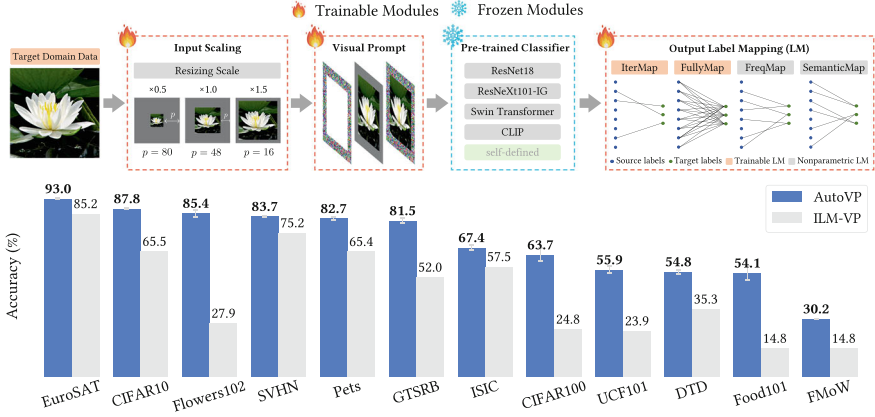 Trainable Modules
Frozen Modules
Target Domain Data
Input Scaling
Resizing Scale
×0.5 ×1.0 ×1.5
p p
p = 80 p = 48 p = 16
Visual Prompt
Pre-trained Classifier
ResNet18
ResNeXt101-IG
Swin Transformer
CLIP
self-defined
Output Label Mapping (LM)
IterMap FullyMap FreqMap SemanticMap
Source labels Target labels Trainable LM Nonparametric LM
Accuracy (%)
AutoVP
ILM-VP
93.0 85.2
87.8 65.5
85.4 27.9
83.7 75.2
82.7 65.4
81.5 52.0
67.4 57.5
63.7 24.8
55.9 23.9
54.8 35.3
54.1 14.8
30.2 14.8
EuroSAT CIFAR10 Flowers102 SVHN Pets GTSRB ISIC CIFAR100 UCF101 DTD Food101 FMoW